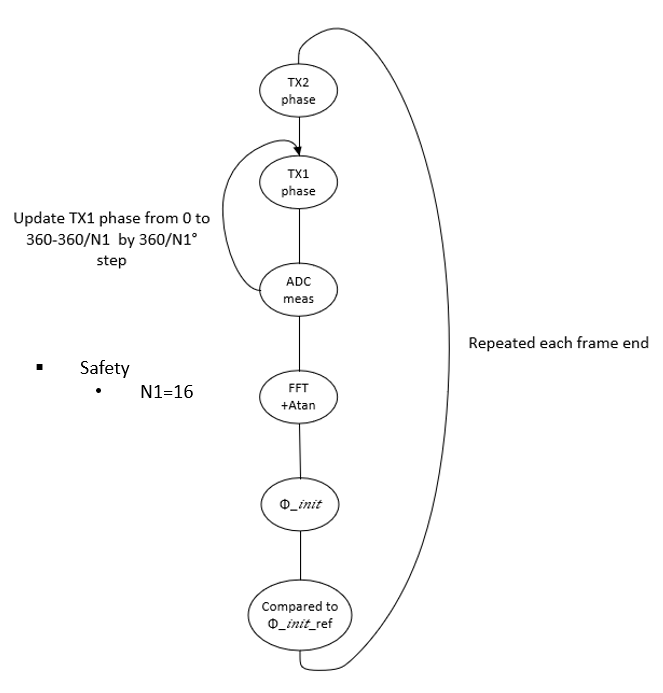 TX2
phase
TX1
phase
Update TX1 phase from 0 to
360-360/N1 by 360/N1°
step
ADC
meas
Repeated each frame end
▪ Safety
• N1=16
FFT
+Atan
Φ_init
Compared to
Φ_init_ref